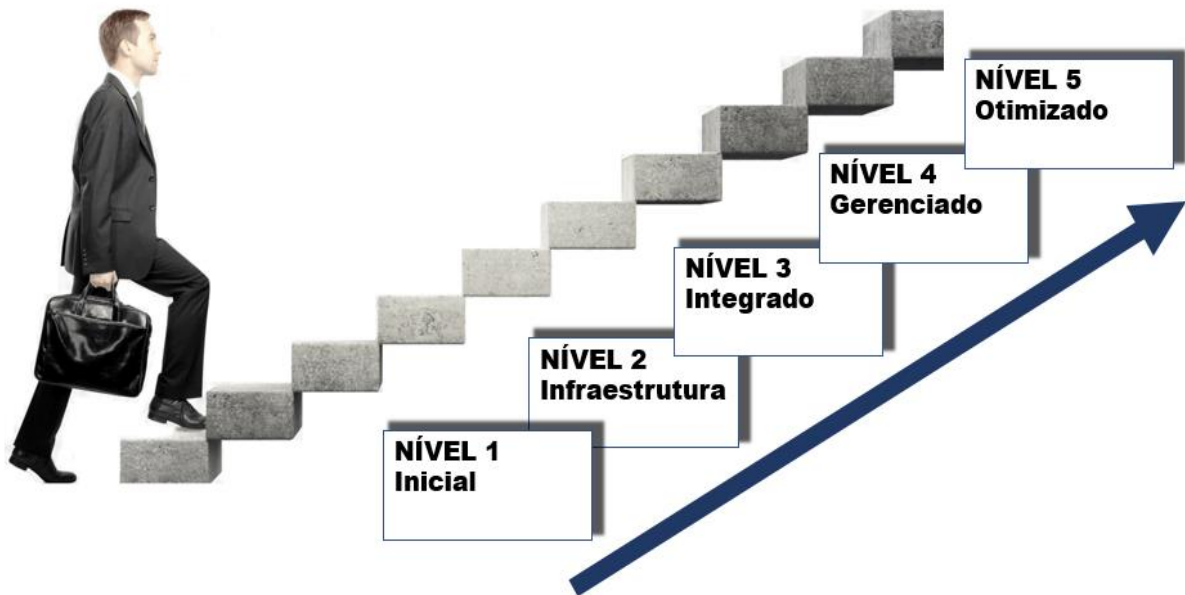 NÍVEL 5
Otimizado
NÍVEL 4
Gerenciado
NÍVEL 3
Integrado
NÍVEL 2
Infraestrutura
NÍVEL 1
Inicial